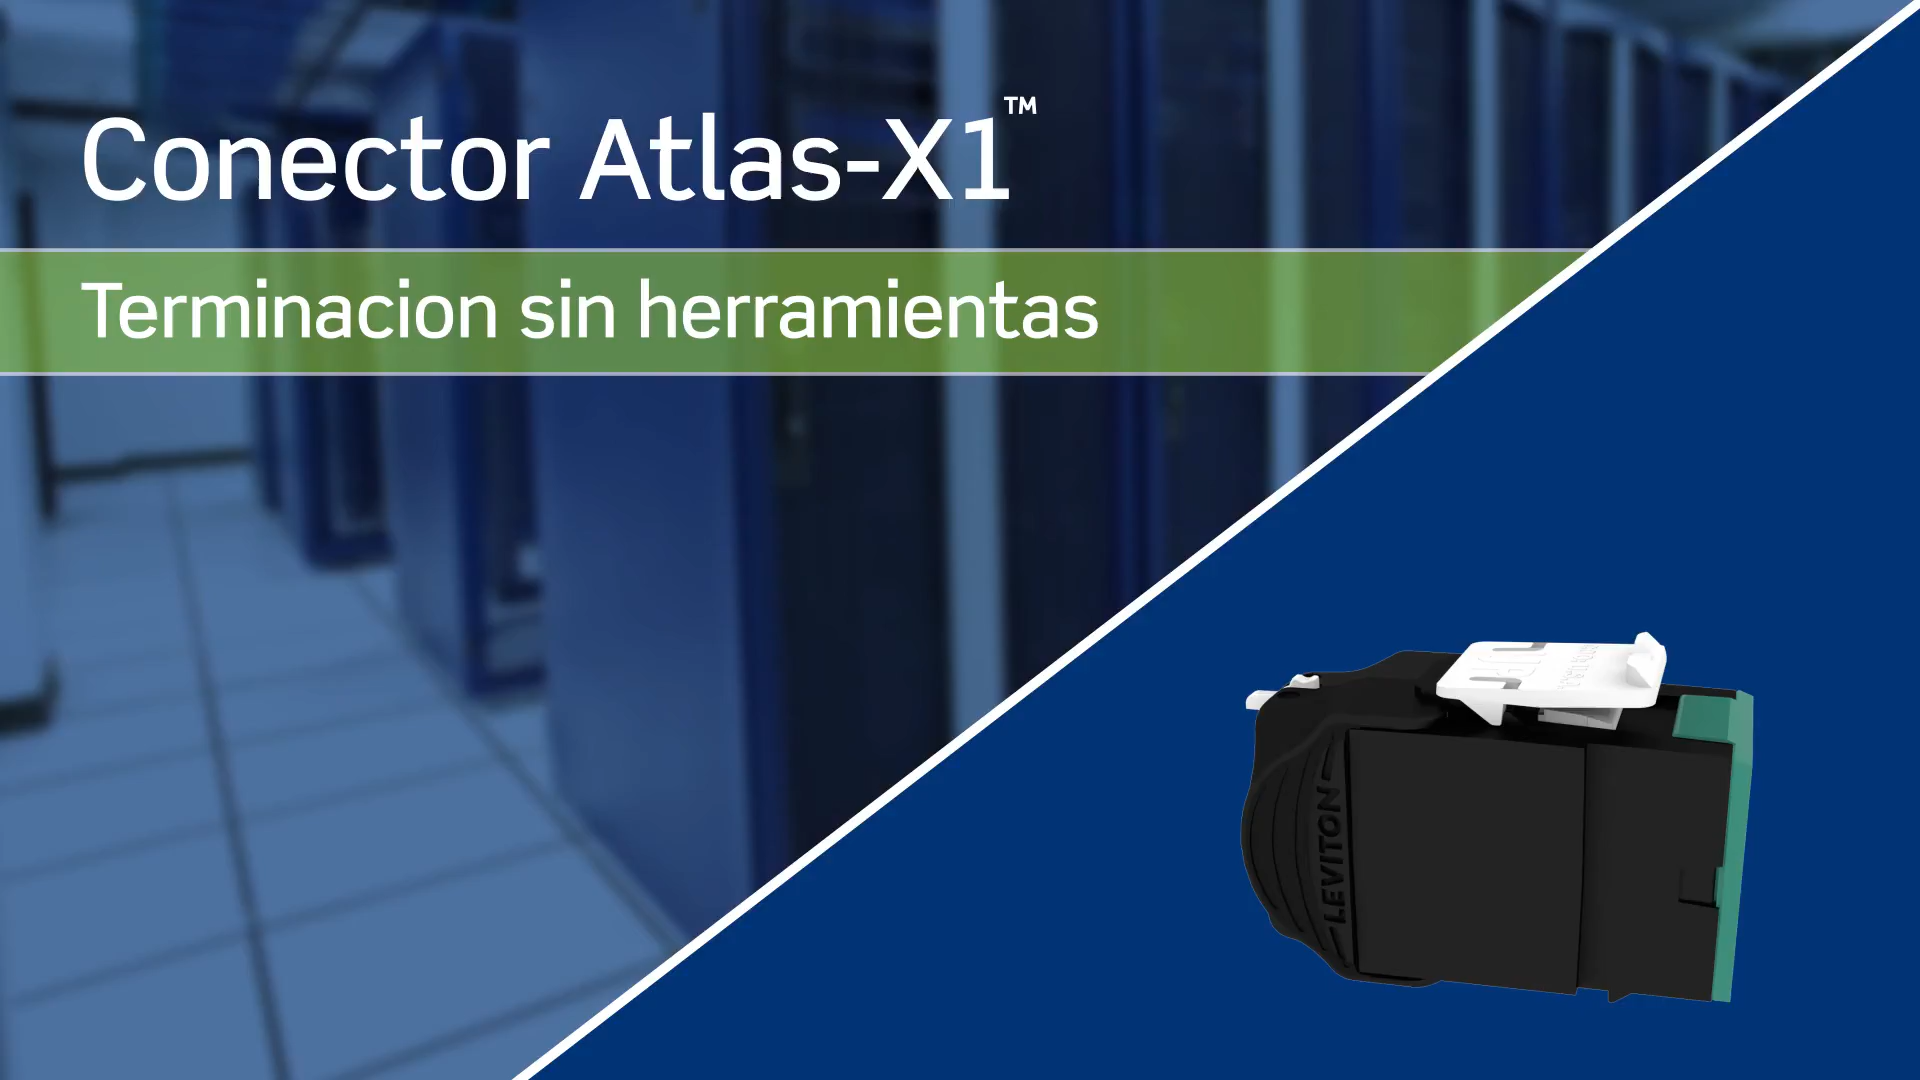 Conector Atlas-X1™
Terminacion sin herramientas
LEVITON